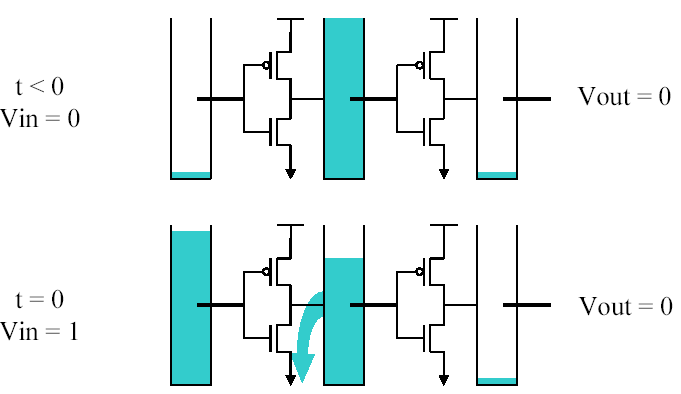 t < 0
Vin = 0
Vout = 0
t = 0
Vin = 1
Vout = 0